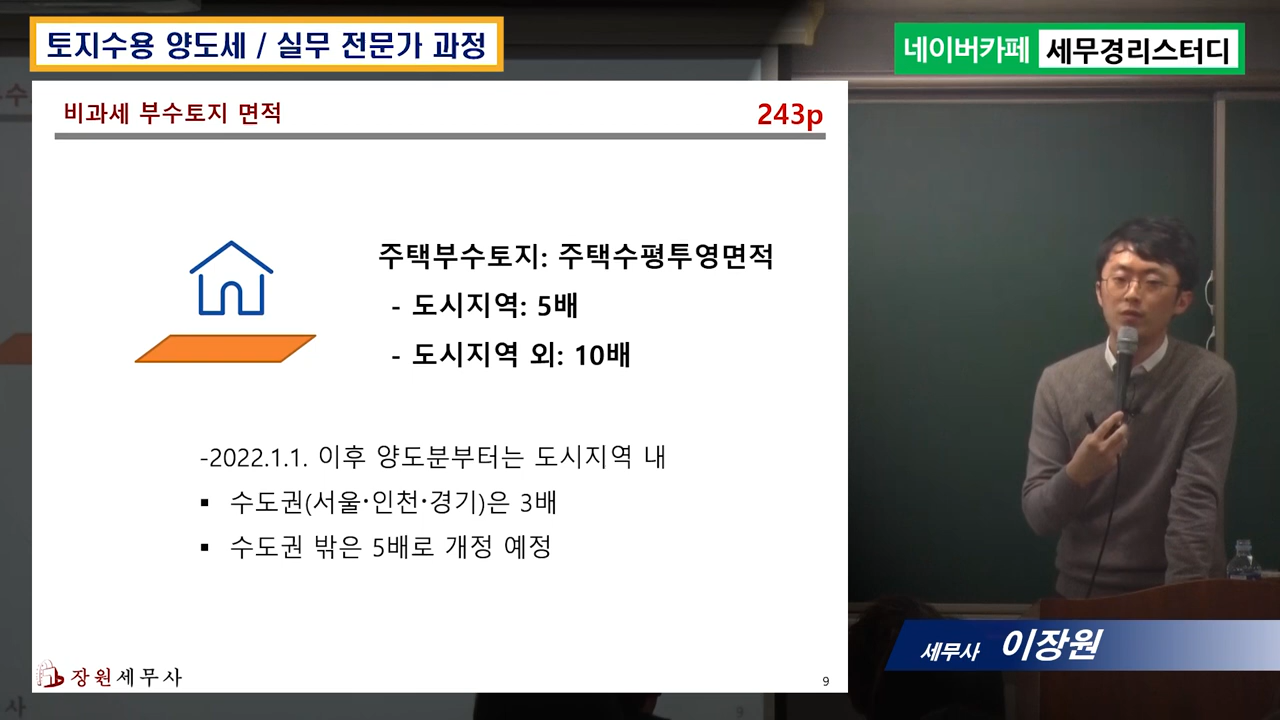 토지수용 양도세 / 실무 전문가 과정
네이버카페 세무경리스터디
비과세 부수토지 면적
243p
주택부수토지: 주택수평투영면적
- 도시지역: 5배
- 도시지역 외: 10배
-2022.1.1. 이후 양도분부터는 도시지역 내
▪ 수도권(서울·인천·경기)은 3배
▪ 수도권 밖은 5배로 개정 예정
장원세무사
9
세무사 이장원
사
9